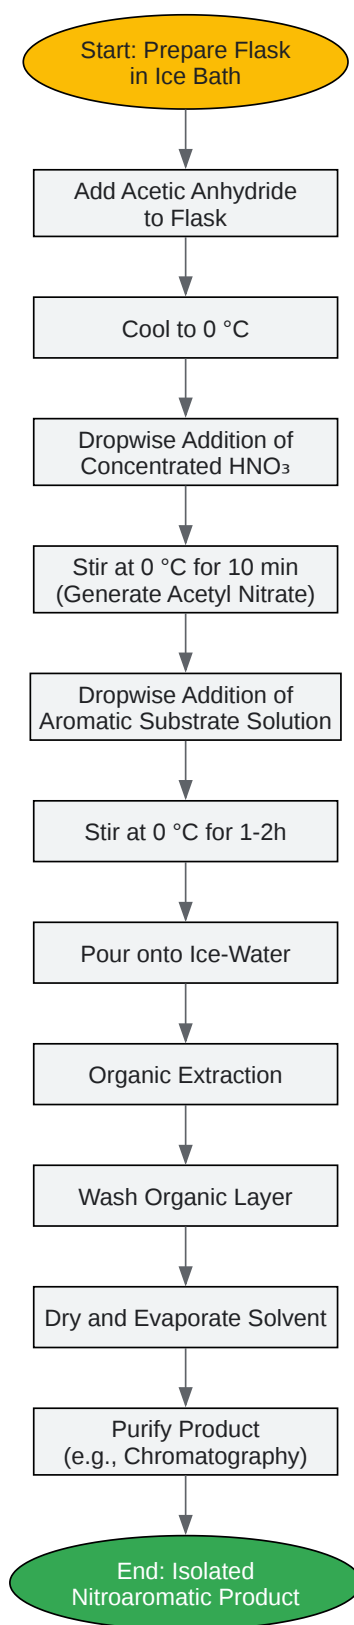 Start: Prepare Flask
in Ice Bath
Add Acetic Anhydride
to Flask
Cool to 0 °C
Dropwise Addition of
Concentrated HNO₃
Stir at 0 °C for 10 min
(Generate Acetyl Nitrate)
Dropwise Addition of
Aromatic Substrate Solution
Stir at 0 °C for 1-2h
Pour onto Ice-Water
Organic Extraction
Wash Organic Layer
Dry and Evaporate Solvent
Purify Product
(e.g., Chromatography)
End: Isolated
Nitroaromatic Product